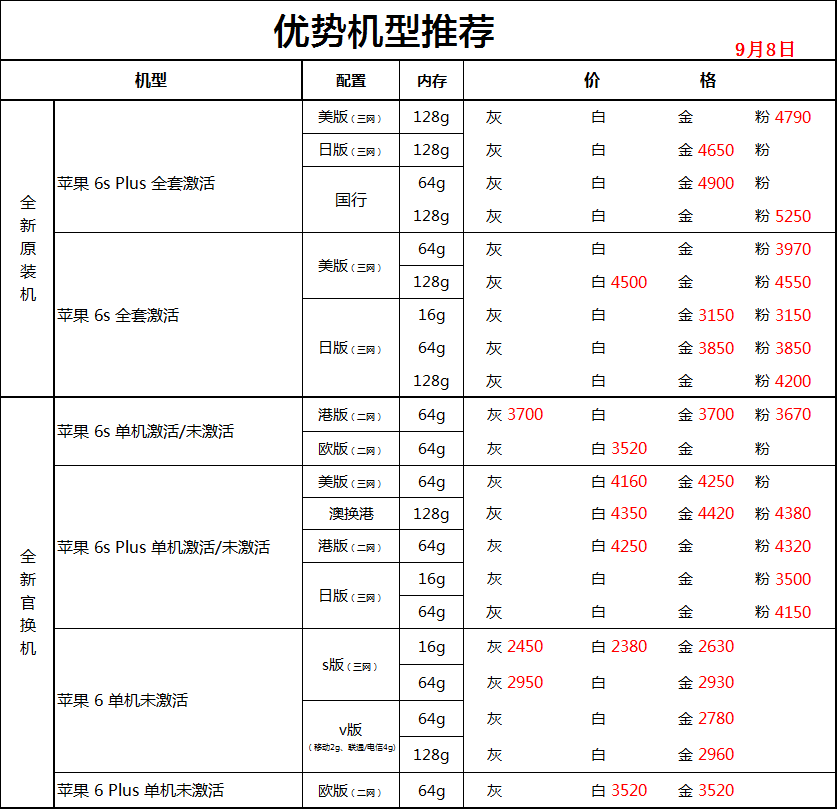 优势机型推荐
9月8日
机型 配置 内存 价 格
全新原装机
苹果 6s Plus 全套激活
美版（三网） 128g 灰 白 金 粉 4790
日版（三网） 128g 灰 白 金 4650 粉
国行 64g 灰 白 金 4900 粉
128g 灰 白 金 粉 5250
苹果 6s 全套激活
美版（三网） 64g 灰 白 金 粉 3970
128g 灰 白 4500 金 粉 4550
日版（三网） 16g 灰 白 金 3150 粉 3150
64g 灰 白 金 3850 粉 3850
128g 灰 白 金 粉 4200
全新官换机
苹果 6s 单机激活/未激活
港版（二网） 64g 灰 3700 白 金 3700 粉 3670
欧版（二网） 64g 灰 白 3520 金 粉
苹果 6s Plus 单机激活/未激活
美版（三网） 64g 灰 白 4160 金 4250 粉
澳换港 128g 灰 白 4350 金 4420 粉 4380
港版（二网） 64g 灰 白 4250 金 粉 4320
日版（三网） 16g 灰 白 金 粉 3500
64g 灰 白 金 粉 4150
苹果 6 单机未激活
s版（三网） 16g 灰 2450 白 2380 金 2630
64g 灰 2950 白 金 2930
v版 64g 灰 白 金 2780
（移动2g、联通/电信4g） 128g 灰 白 金 2960
苹果 6 Plus 单机未激活 欧版（二网） 64g 灰 白 3520 金 3520